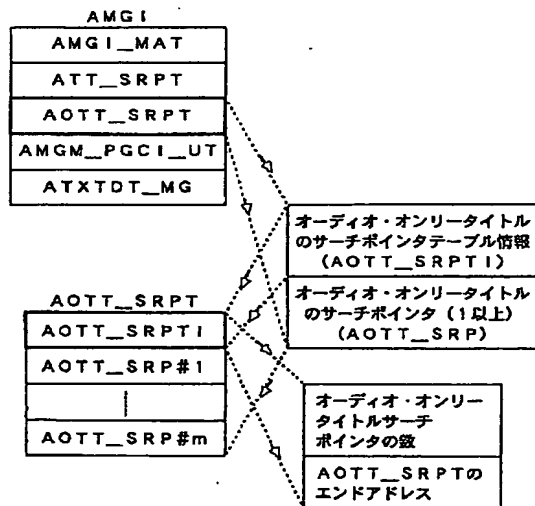 AMGI
AMGI_MAT
ATT_SRPT
AOTT_SRPT
AMGM_PGCI_UT
ATXTDT_MG
オーディオ・オンリータイトル
のサーチポインタテーブル情報
(AOTT_SRPTI)
オーディオ・オンリータイトル
のサーチポインタ(1以上)
(AOTT_SRP)
AOTT_SRPT
AOTT_SRPTI
AOTT_SRP#1
AOTT_SRP#m
オーディオ・オンリー
タイトルサーチ
ポインタの数
AOTT_SRPTの
エンドアドレス